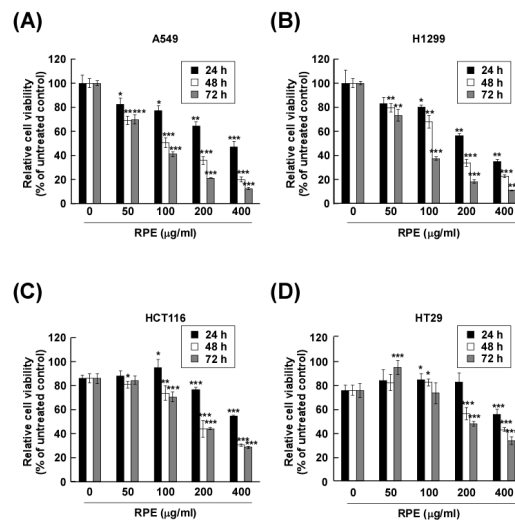 (A)
A549
Relative cell viability
(% of untreated control)
120
100
80
60
40
20
0
24 h
48 h
72 h
*
** ***
*
***
***
**
***
***
***
***
***
0 50 100 200 400
RPE (μg/ml)
(B)
H1299
Relative cell viability
(% of untreated control)
120
100
80
60
40
20
0
24 h
48 h
72 h
**
**
*
**
***
**
***
***
**
***
**
0 50 100 200 400
RPE (μg/ml)
(C)
HCT116
Relative cell viability
(% of untreated control)
120
100
80
60
40
20
0
24 h
48 h
72 h
*
*
**
***
***
***
***
***
***
***
0 50 100 200 400
RPE (μg/ml)
(D)
HT29
Relative cell viability
(% of untreated control)
120
100
80
60
40
20
0
24 h
48 h
72 h
***
*
*
***
***
***
***
0 50 100 200 400
RPE (μg/ml)